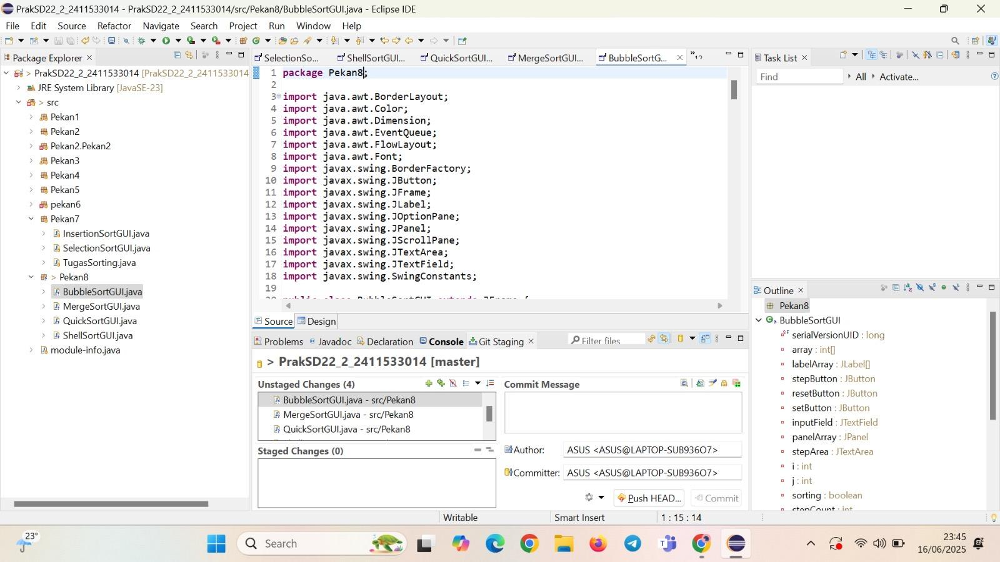 PrakSD22_2_2411533014 - PrakSD22_2_2411533014/src/Pekan8/BubbleSortGUI.java - Eclipse IDE
File Edit Source Refactor Navigate Search Project Run Window Help
Package Explorer
> PrakSD22_2_2411533014 [PrakSD22_2_2411533014
JRE System Library [JavaSE-23]
> src
Pekan1
Pekan2
Pekan2.Pekan2
Pekan3
Pekan4
Pekan5
pekan6
Pekan7
InsertionSortGUI.java
SelectionSortGUI.java
TugasSorting.java
> Pekan8
BubbleSortGUI.java
MergeSortGUI.java
QuickSortGUI.java
ShellSortGUI.java
module-info.java
SelectionSo... ShellSortGUI... QuickSortGUI... MergeSortGUI... BubbleSortG... »12
1 package Pekan8;
2
3 import java.awt.BorderLayout;
4 import java.awt.Color;
5 import java.awt.Dimension;
6 import java.awt.EventQueue;
7 import java.awt.FlowLayout;
8 import java.awt.Font;
9 import javax.swing.BorderFactory;
10 import javax.swing.JButton;
11 import javax.swing.JFrame;
12 import javax.swing.JLabel;
13 import javax.swing.JOptionPane;
14 import javax.swing.JPanel;
15 import javax.swing.JScrollPane;
16 import javax.swing.JTextArea;
17 import javax.swing.JTextField;
18 import javax.swing.SwingConstants;
19
20 public class BubbleSortGUI extends JFrame {
Source Design
Problems Javadoc Declaration Console Git Staging Filter files
> PrakSD22_2_2411533014 [master]
Unstaged Changes (4)
BubbleSortGUI.java - src/Pekan8
MergeSortGUI.java - src/Pekan8
QuickSortGUI.java - src/Pekan8
Staged Changes (0)
Commit Message
Author: ASUS <ASUS@LAPTOP-SUB936O7>
Committer: ASUS <ASUS@LAPTOP-SUB936O7>
Push HEAD... Commit
Task List
Find All Activate...
Outline
Pekan8
BubbleSortGUI
serialVersionUID : long
array : int[]
labelArray : JLabel[]
stepButton : JButton
resetButton : JButton
setButton : JButton
inputField : JTextField
panelArray : JPanel
stepArea : JTextArea
i : int
j : int
sorting : boolean
stepCount : int
Writable Smart Insert 1 : 15 : 14
23°
Search
23:45
16/06/2025